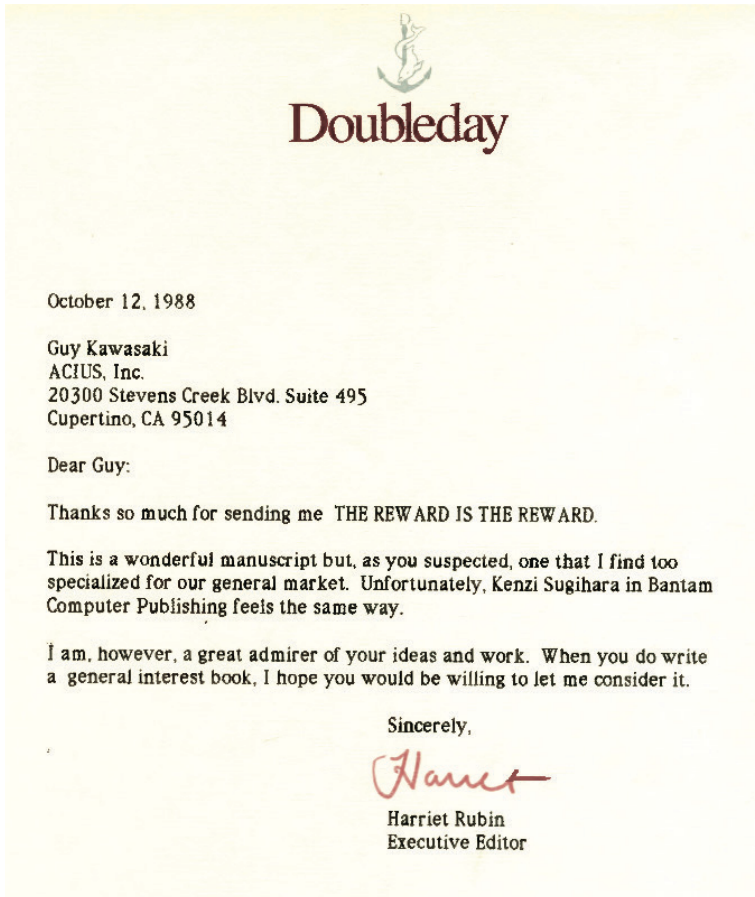 Doubleday
October 12, 1988
Guy Kawasaki
ACIUS, Inc.
20300 Stevens Creek Blvd. Suite 495
Cupertino, CA 95014
Dear Guy:
Thanks so much for sending me THE REWARD IS THE REWARD.
This is a wonderful manuscript but, as you suspected, one that I find too
specialized for our general market. Unfortunately, Kenzi Sugihara in Bantam
Computer Publishing feels the same way.
I am, however, a great admirer of your ideas and work. When you do write
a general interest book, I hope you would be willing to let me consider it.
Sincerely,
Harriet
Harriet Rubin
Executive Editor